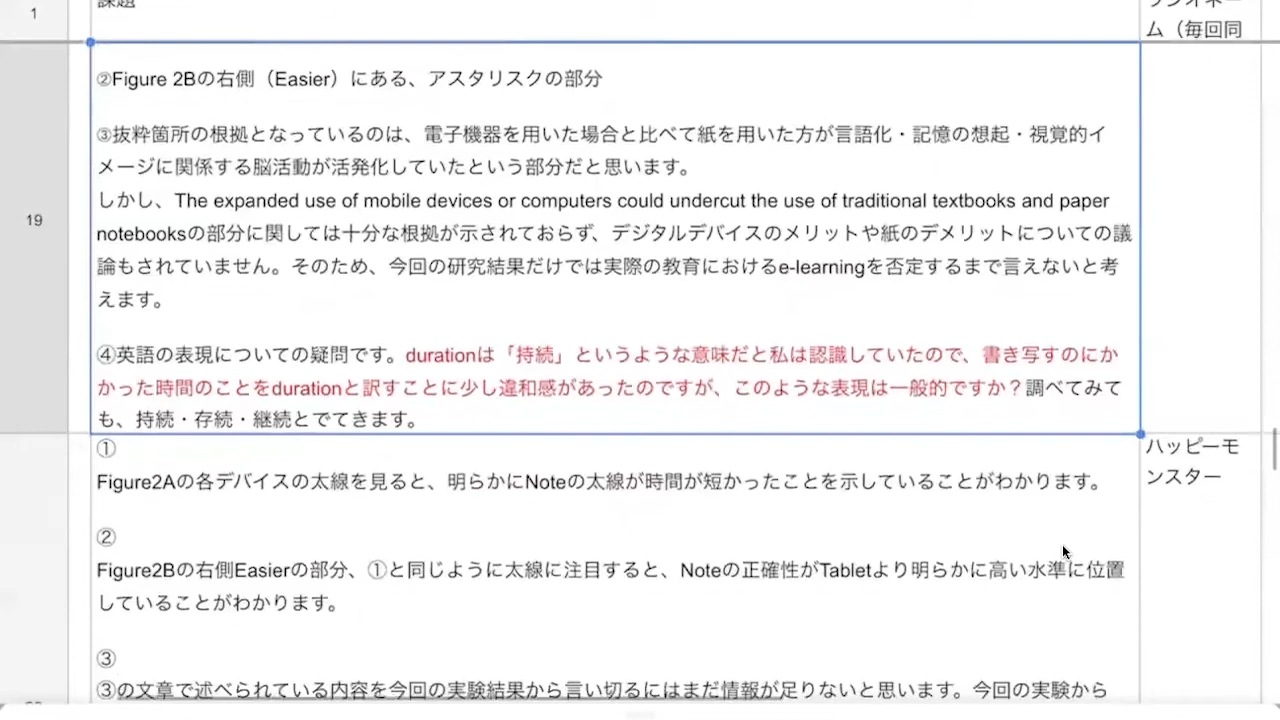 1
課題
ム（毎回同
19
②Figure 2Bの右側（Easier）にある、アスタリスクの部分
③抜粋箇所の根拠となっているのは、電子機器を用いた場合と比べて紙を用いた方が言語化・記憶の想起・視覚的イ
メージに関係する脳活動が活発化していたという部分だと思います。
しかし、The expanded use of mobile devices or computers could undercut the use of traditional textbooks and paper
notebooksの部分に関しては十分な根拠が示されておらず、デジタルデバイスのメリットや紙のデメリットについての議
論もされていません。そのため、今回の研究結果だけでは実際の教育におけるe-learningを否定するまで言えないと考
えます。
④英語の表現についての疑問です。durationは「持続」というような意味だと私は認識していたので、書き写すのにか
かった時間のことをdurationと訳すことに少し違和感があったのですが、このような表現は一般的ですか？調べてみて
も、持続・存続・継続とでてきます。
①
Figure2Aの各デバイスの太線を見ると、明らかにNoteの太線が時間が短かったことを示していることがわかります。
②
Figure2Bの右側Easierの部分、①と同じように太線に注目すると、Noteの正確性がTabletより明らかに高い水準に位置
していることがわかります。
③
③の文章で述べられている内容を今回の実験結果から言い切るにはまだ情報が足りないと思います。今回の実験から
ハッピーモ
ンスター